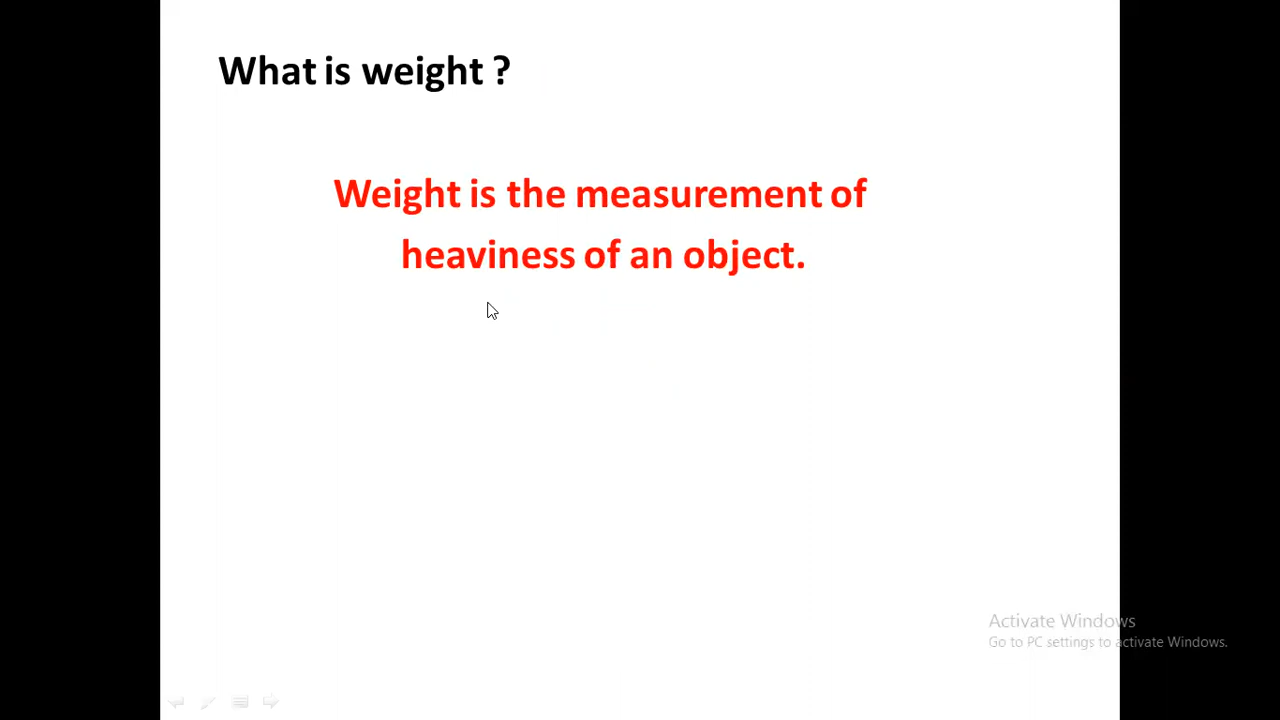 What is weight ?
Weight is the measurement of
heaviness of an object.
Activate Windows
Go to PC settings to activate Windows.